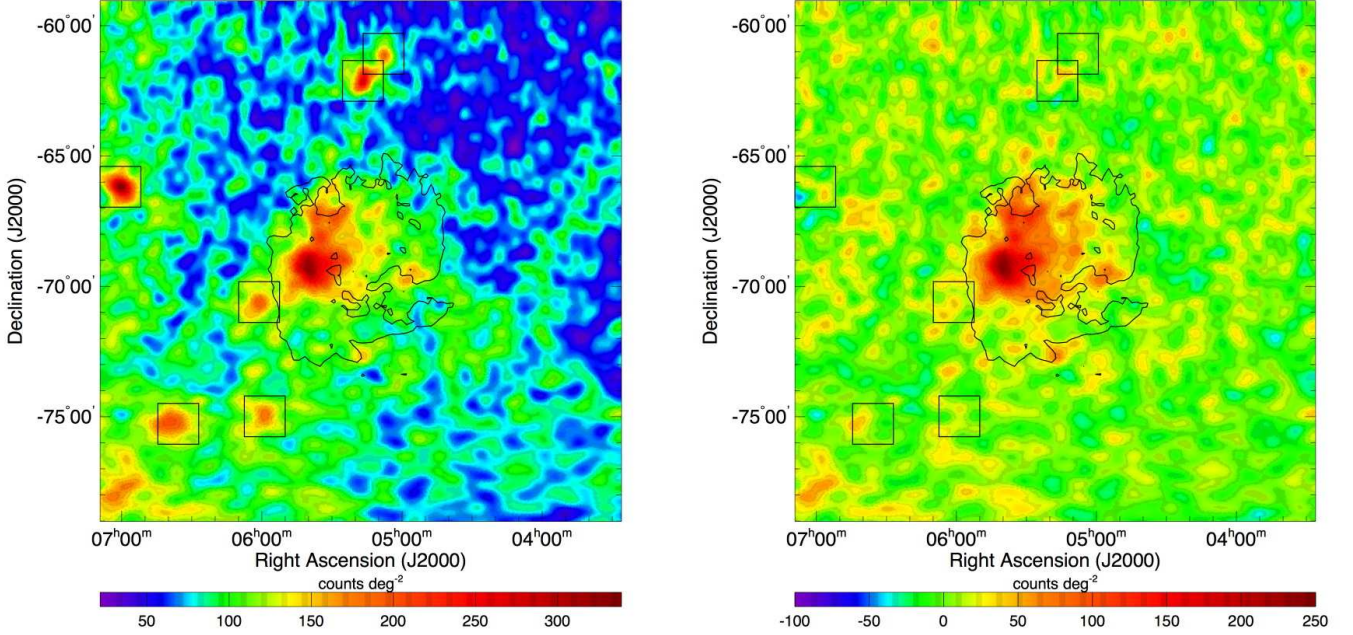 -60°00'
-65°00'
-70°00'
-75°00'
Declination (J2000)
07ʰ00ᵐ 06ʰ00ᵐ 05ʰ00ᵐ 04ʰ00ᵐ
Right Ascension (J2000)
counts deg⁻²
50 100 150 200 250 300
-60°00'
-65°00'
-70°00'
-75°00'
Declination (J2000)
07ʰ00ᵐ 06ʰ00ᵐ 05ʰ00ᵐ 04ʰ00ᵐ
Right Ascension (J2000)
counts deg⁻²
-100 -50 0 50 100 150 200 250